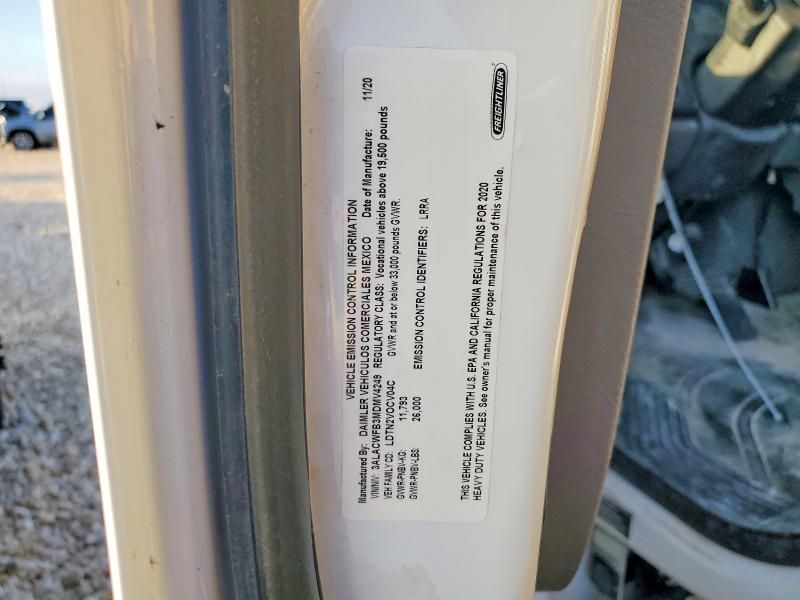 VEHICLE EMISSION CONTROL INFORMATION
Manufactured By: DAIMLER VEHICULOS COMERCIALES MEXICO Date of Manufacture: 11/20
VIN/NIV: 3ALACWFB3MDMV4249 REGULATORY CLASS: Vocational vehicles above 19,500 pounds
VEH FAMILY CD: LDTN2VOCV04C GVWR and at or below 33,000 pounds GVWR.
GVWR-PNBV-KG: 11,793
GVWR-PNBV-LBS: 26,000 EMISSION CONTROL IDENTIFIERS: LRRA
THIS VEHICLE COMPLIES WITH U.S. EPA AND CALIFORNIA REGULATIONS FOR 2020
HEAVY DUTY VEHICLES. See owner's manual for proper maintenance of this vehicle.
FREIGHTLINER